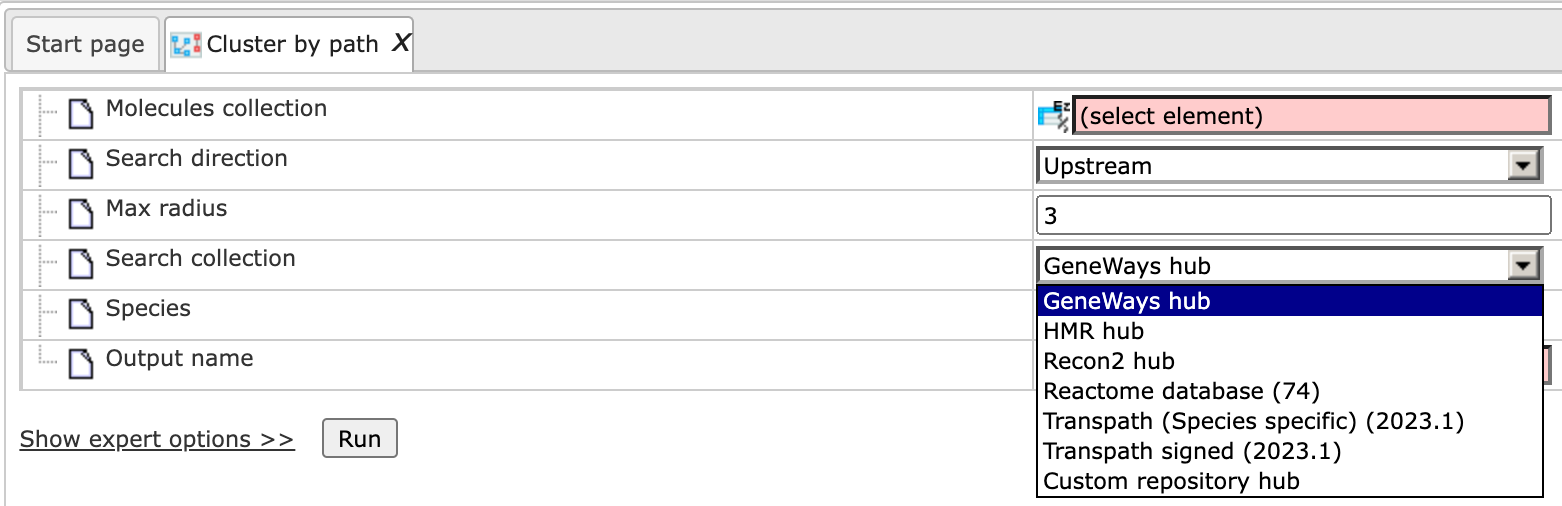 Start page
Cluster by path X
Molecules collection
Ez
(select element)
Search direction
Upstream
Max radius
3
Search collection
GeneWays hub
GeneWays hub
HMR hub
Recon2 hub
Reactome database (74)
Transpath (Species specific) (2023.1)
Transpath signed (2023.1)
Custom repository hub
Species
Output name
Show expert options >>
Run